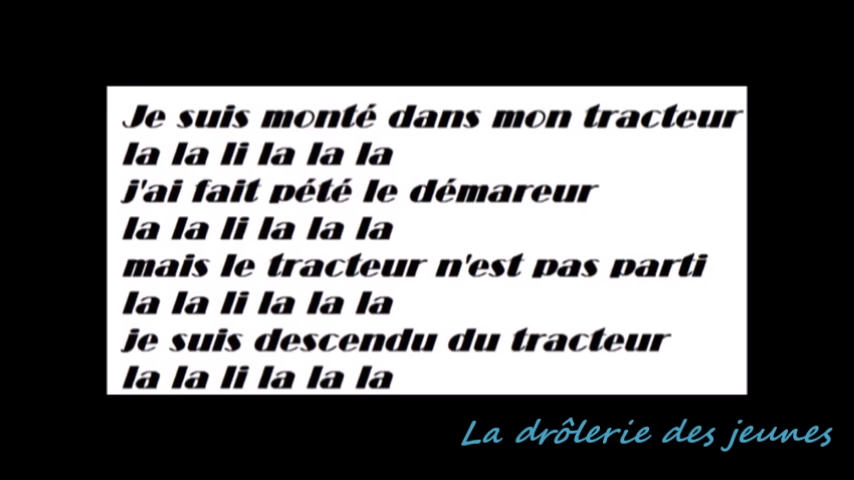 Je suis monté dans mon tracteur
la la li la la la
j'ai fait pété le démareur
la la li la la la
mais le tracteur n'est pas parti
la la li la la la
je suis descendu du tracteur
la la li la la la
La drôlerie des jeunes